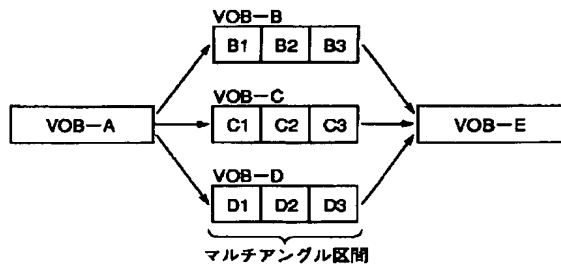 VOB－B
B1 B2 B3
VOB－C
VOB－A C1 C2 C3 VOB－E
VOB－D
D1 D2 D3
マルチアングル区間